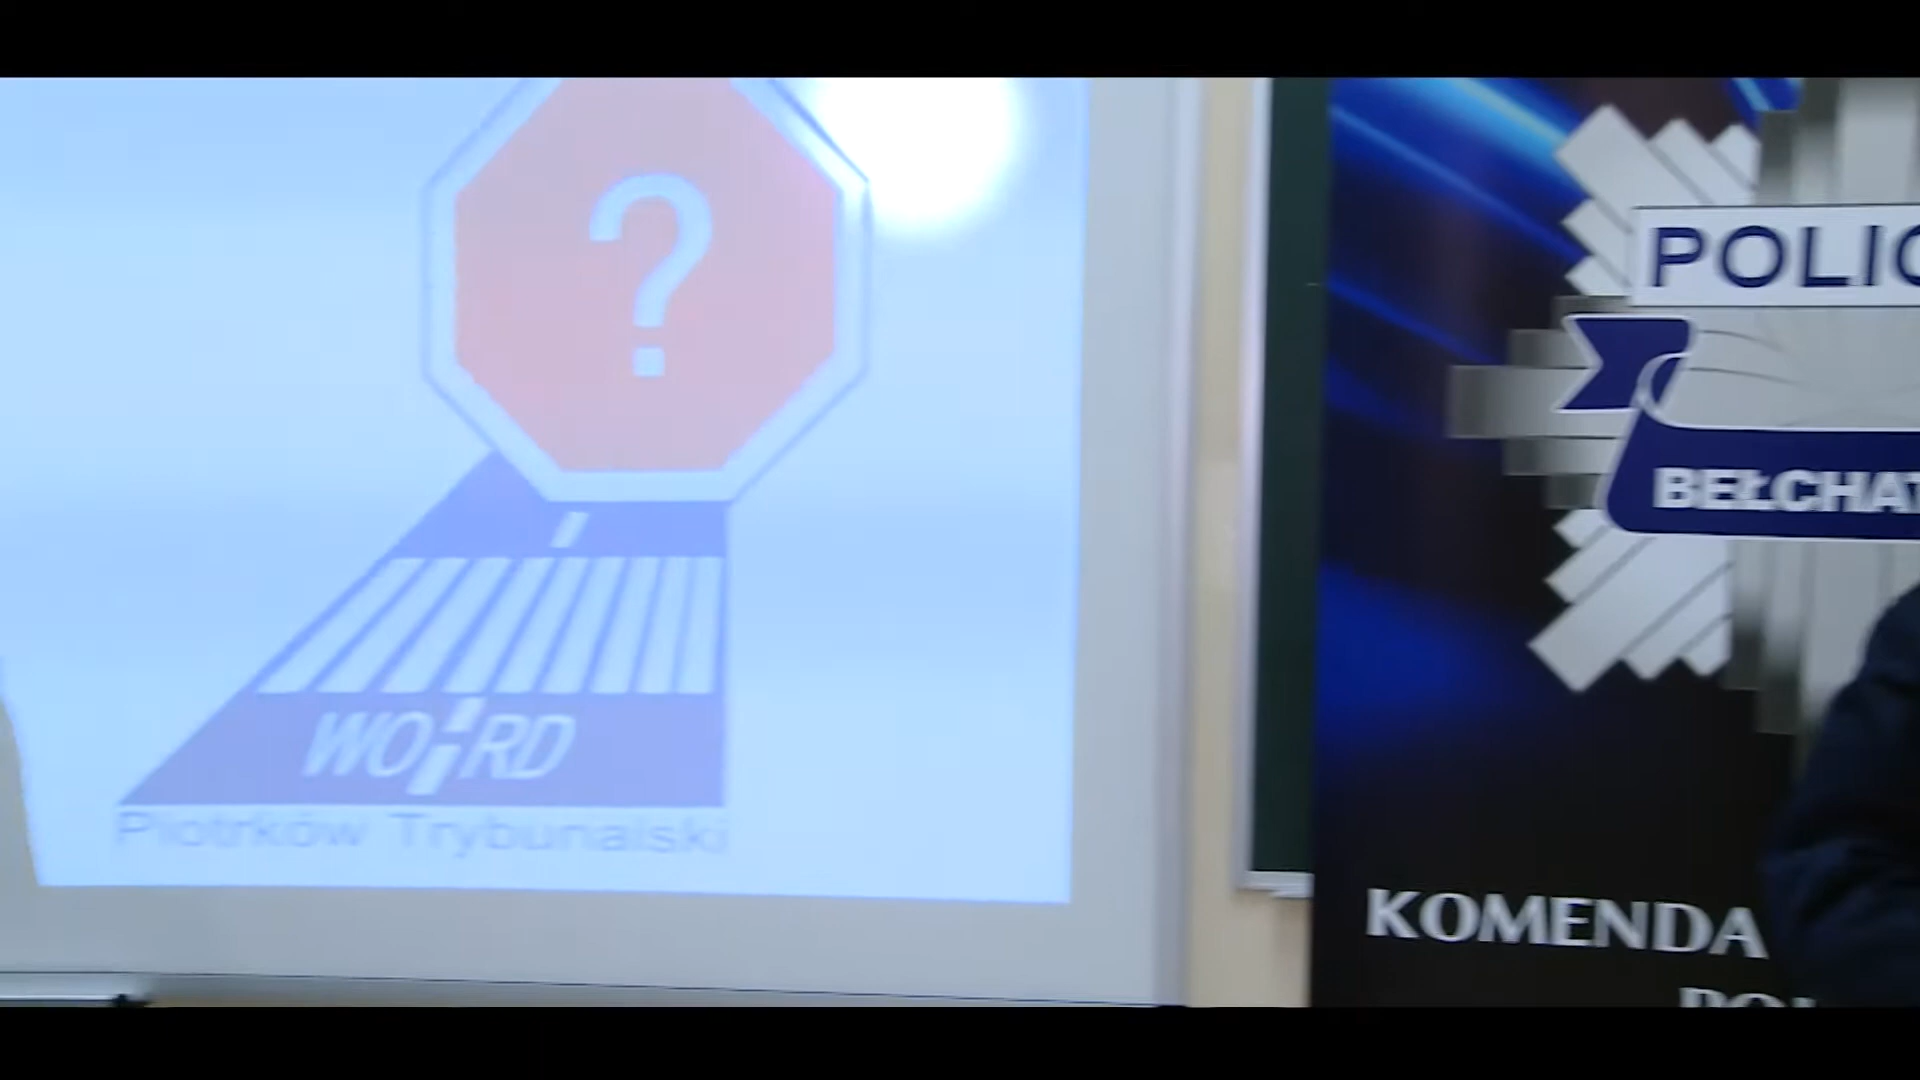 ?
WORD
Piotrków Trybunalski
POLIC
BEŁCHAT
KOMENDA